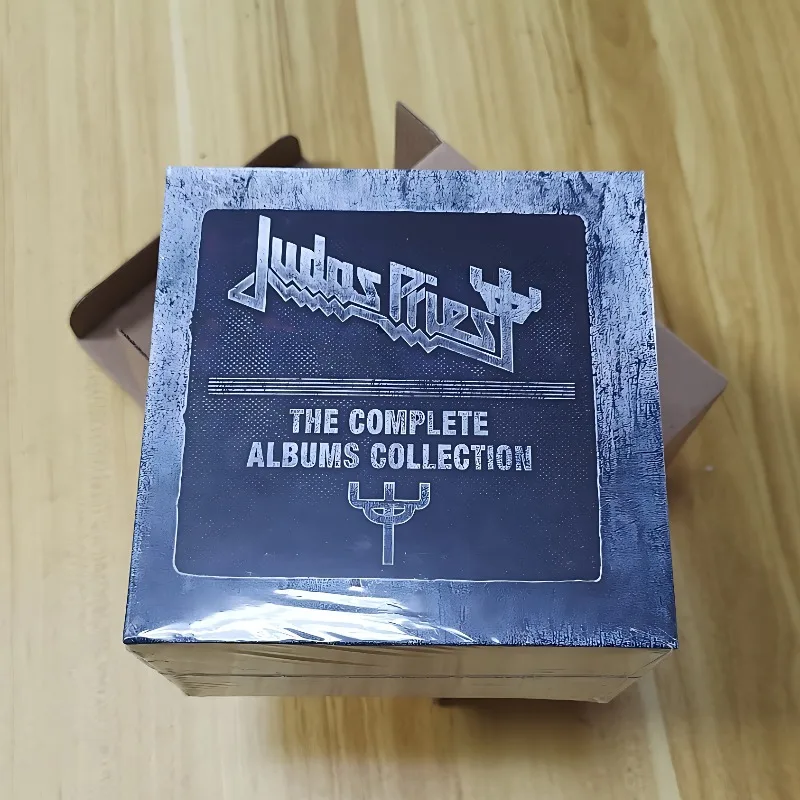 Judas Priest
THE COMPLETE
ALBUMS COLLECTION